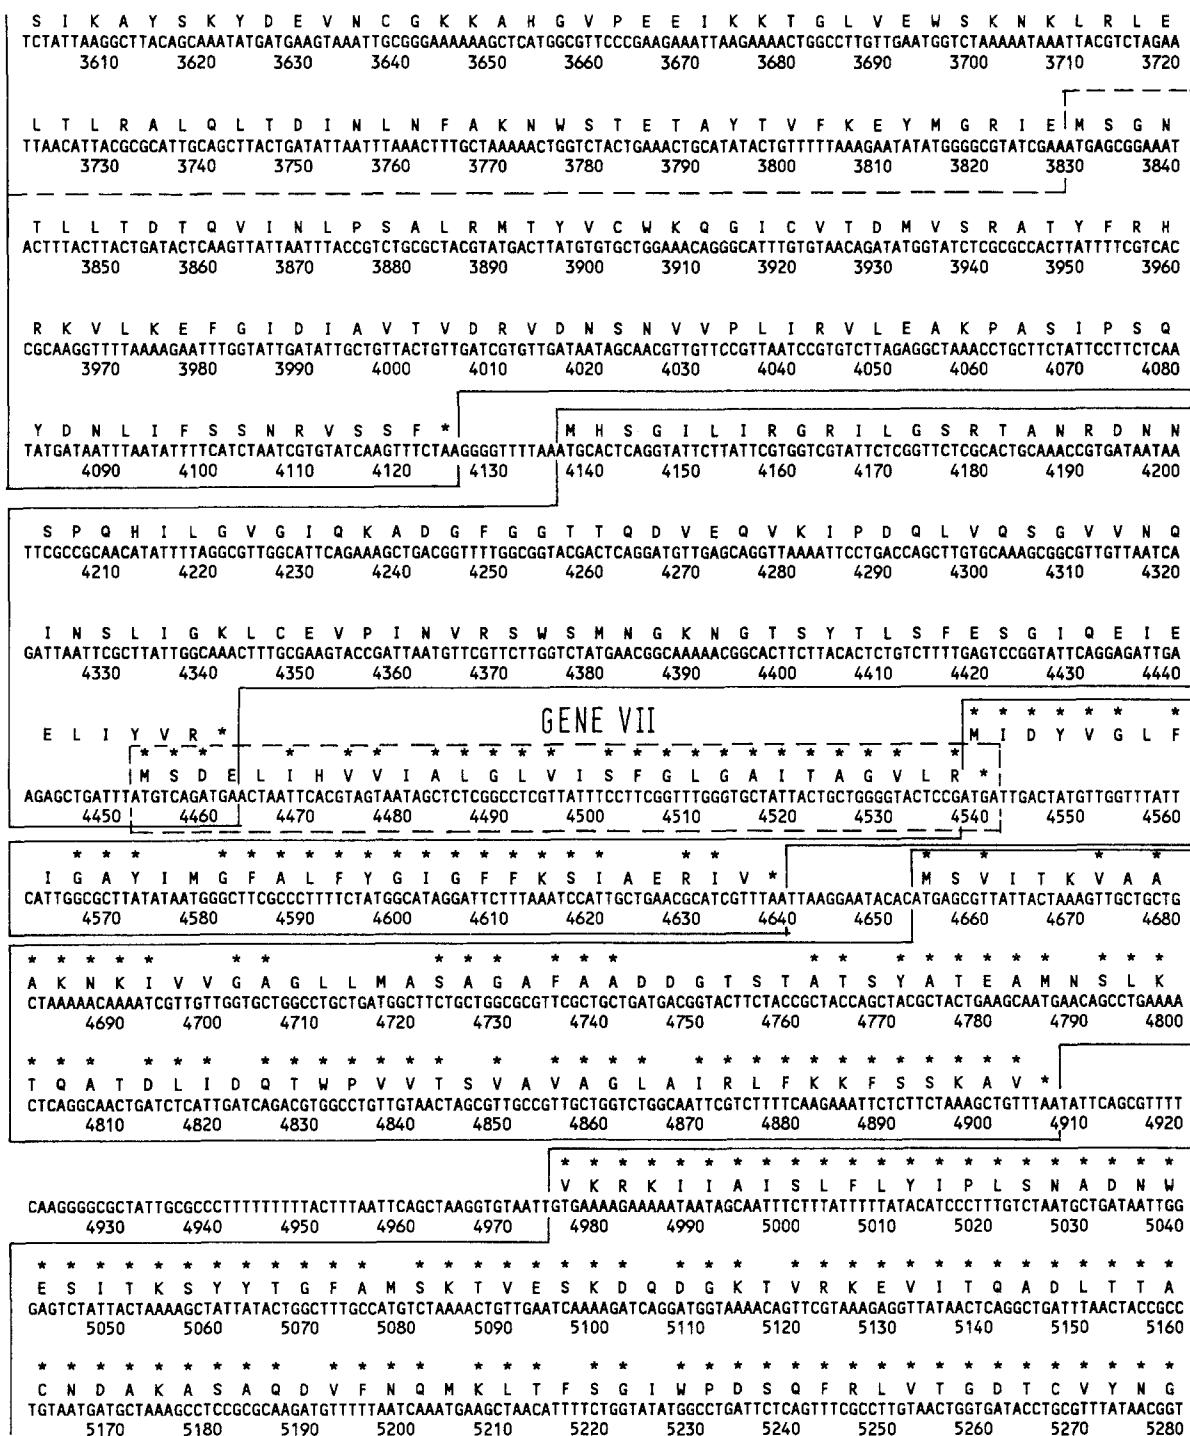 S I K A Y S K Y D E V N C G K K A H G V P E E I K K T G L V E W S K N K L R L E
TCTATTAAGGCTTACAGCAAATATGATGAAGTAAATTGCGGGAAAAAAGCTCATGGCGTTCCCGAAGAAATTAAGAAAACTGGCCTTGTTGAATGGTCTAAAAATAAATTACGTCTAGAA
3610 3620 3630 3640 3650 3660 3670 3680 3690 3700 3710 3720
L T L R A L Q L T D I N L N F A K N W S T E T A Y T V F K E Y M G R I E M S G N
TTAACATTACGCGCATTGCAGCTTACTGATATTAATTTAAACTTTGCTAAAAACTGGTCTACTGAAACTGCATATACTGTTTTTAAAGAATATATGGGGCGTATCGAAATGAGCGGAAAT
3730 3740 3750 3760 3770 3780 3790 3800 3810 3820 3830 3840
T L L T D T Q V I N L P S A L R M T Y V C W K Q G I C V T D M V S R A T Y F R H
ACTTTACTTACTGATACTCAAGTTATTAATTTACCGTCTGCGCTACGTATGACTTATGTGTGCTGGAAACAGGGCATTTGTGTAACAGATATGGTATCTCGCGCCACTTATTTTCGTCAC
3850 3860 3870 3880 3890 3900 3910 3920 3930 3940 3950 3960
R K V L K E F G I D I A V T V D R V D N S N V V P L I R V L E A K P A S I P S Q
CGCAAGGTTTTAAAAGAATTTGGTATTGATATTGCTGTTACTGTTGATCGTGTTGATAATAGCAACGTTGTTCCGTTAATCCGTGTCTTAGAGGCTAAACCTGCTTCTATTCCTTCTCAA
3970 3980 3990 4000 4010 4020 4030 4040 4050 4060 4070 4080
Y D N L I F S S N R V S S F * M H S G I L I R G R I L G S R T A N R D N N
TATGATAATTTAATATTTTCATCTAATCGTGTATCAAGTTTCTAAGGGGTTTTAAATGCACTCAGGTATTCTTATTCGTGGTCGTATTCTCGGTTCTCGCACTGCAAACCGTGATAATAA
4090 4100 4110 4120 4130 4140 4150 4160 4170 4180 4190 4200
S P Q H I L G V G I Q K A D G F G G T T Q D V E Q V K I P D Q L V Q S G V V N Q
TTCGCCGCAACATATTTTAGGCGTTGGCATTCAGAAAGCTGACGGTTTTGGCGGTACGACTCAGGATGTTGAGCAGGTTAAAATTCCTGACCAGCTTGTGCAAAGCGGCGTTGTTAATCA
4210 4220 4230 4240 4250 4260 4270 4280 4290 4300 4310 4320
I N S L I G K L C E V P I N V R S W S M N G K N G T S Y T L S F E S G I Q E I E
GATTAATTCGCTTATTGGCAAACTTTGCGAAGTACCGATTAATGTTCGTTCTTGGTCTATGAACGGCAAAAACGGCACTTCTTACACTCTGTCTTTTGAGTCCGGTATTCAGGAGATTGA
4330 4340 4350 4360 4370 4380 4390 4400 4410 4420 4430 4440
GENE VII
* * * * * * *
E L I Y V R * M I D Y V G L F
* * * * * * * * * * * * * * * * * * * *
M S D E L I H V V I A L G L V I S F G L G A I T A G V L R *
AGAGCTGATTTATGTCAGATGAACTAATTCACGTAGTAATAGCTCTCGGCCTCGTTATTTCCTTCGGTTTGGGTGCTATTACTGCTGGGGTACTCCGATGATTGACTATGTTGGTTTATT
4450 4460 4470 4480 4490 4500 4510 4520 4530 4540 4550 4560
* * * * * * * * * * * * * * * * * * * * * *
I G A Y I M G F A L F Y G I G F F K S I A E R I V * M S V I T K V A A
CATTGGCGCTTATATAATGGGCTTCGCCCTTTTCTATGGCATAGGATTCTTTAAATCCATTGCTGAACGCATCGTTTAATTAAGGAATACACATGAGCGTTATTACTAAAGTTGCTGCTG
4570 4580 4590 4600 4610 4620 4630 4640 4650 4660 4670 4680
* * * * * * * * * * * * * * * * * * * * * * * *
A K N K I V V G A G L L M A S A G A F A A D D G T S T A T S Y A T E A M N S L K
CTAAAAACAAAATCGTTGTTGGTGCTGGCCTGCTGATGGCTTCTGCTGGCGCGTTCGCTGCTGATGACGGTACTTCTACCGCTACCAGCTACGCTACTGAAGCAATGAACAGCCTGAAAA
4690 4700 4710 4720 4730 4740 4750 4760 4770 4780 4790 4800
* * * * * * * * * * * * * * * * * * * * * * * * * * * * *
T Q A T D L I D Q T W P V V T S V A V A G L A I R L F K K F S S K A V *
CTCAGGCAACTGATCTCATTGATCAGACGTGGCCTGTTGTAACTAGCGTTGCCGTTGCTGGTCTGGCAATTCGTCTTTTCAAGAAATTCTCTTCTAAAGCTGTTTAATATTCAGCGTTTT
4810 4820 4830 4840 4850 4860 4870 4880 4890 4900 4910 4920
* * * * * * * * * * * * * * * * * * * * * *
V K R K I I A I S L F L Y I P L S N A D N W
CAAGGGGCGCTATTGCGCCCTTTTTTTTTACTTTAATTCAGCTAAGGTGTAATTGTGAAAAGAAAAATAATAGCAATTTCTTTATTTTTATACATCCCTTTGTCTAATGCTGATAATTGG
4930 4940 4950 4960 4970 4980 4990 5000 5010 5020 5030 5040
* * * * * * * * * * * * * * * * * * * * * * * * * * * * * * * * * * * * * *
E S I T K S Y Y T G F A M S K T V E S K D Q D G K T V R K E V I T Q A D L T T A
GAGTCTATTACTAAAAGCTATTATACTGGCTTTGCCATGTCTAAAACTGTTGAATCAAAAGATCAGGATGGTAAAACAGTTCGTAAAGAGGTTATAACTCAGGCTGATTTAACTACCGCC
5050 5060 5070 5080 5090 5100 5110 5120 5130 5140 5150 5160
* * * * * * * * * * * * * * * * * * * * * * * * * * * * * * * * * * * *
C N D A K A S A Q D V F N Q M K L T F S G I W P D S Q F R L V T G D T C V Y N G
TGTAATGATGCTAAAGCCTCCGCGCAAGATGTTTTTAATCAAATGAAGCTAACATTTTCTGGTATATGGCCTGATTCTCAGTTTCGCCTTGTAACTGGTGATACCTGCGTTTATAACGGT
5170 5180 5190 5200 5210 5220 5230 5240 5250 5260 5270 5280